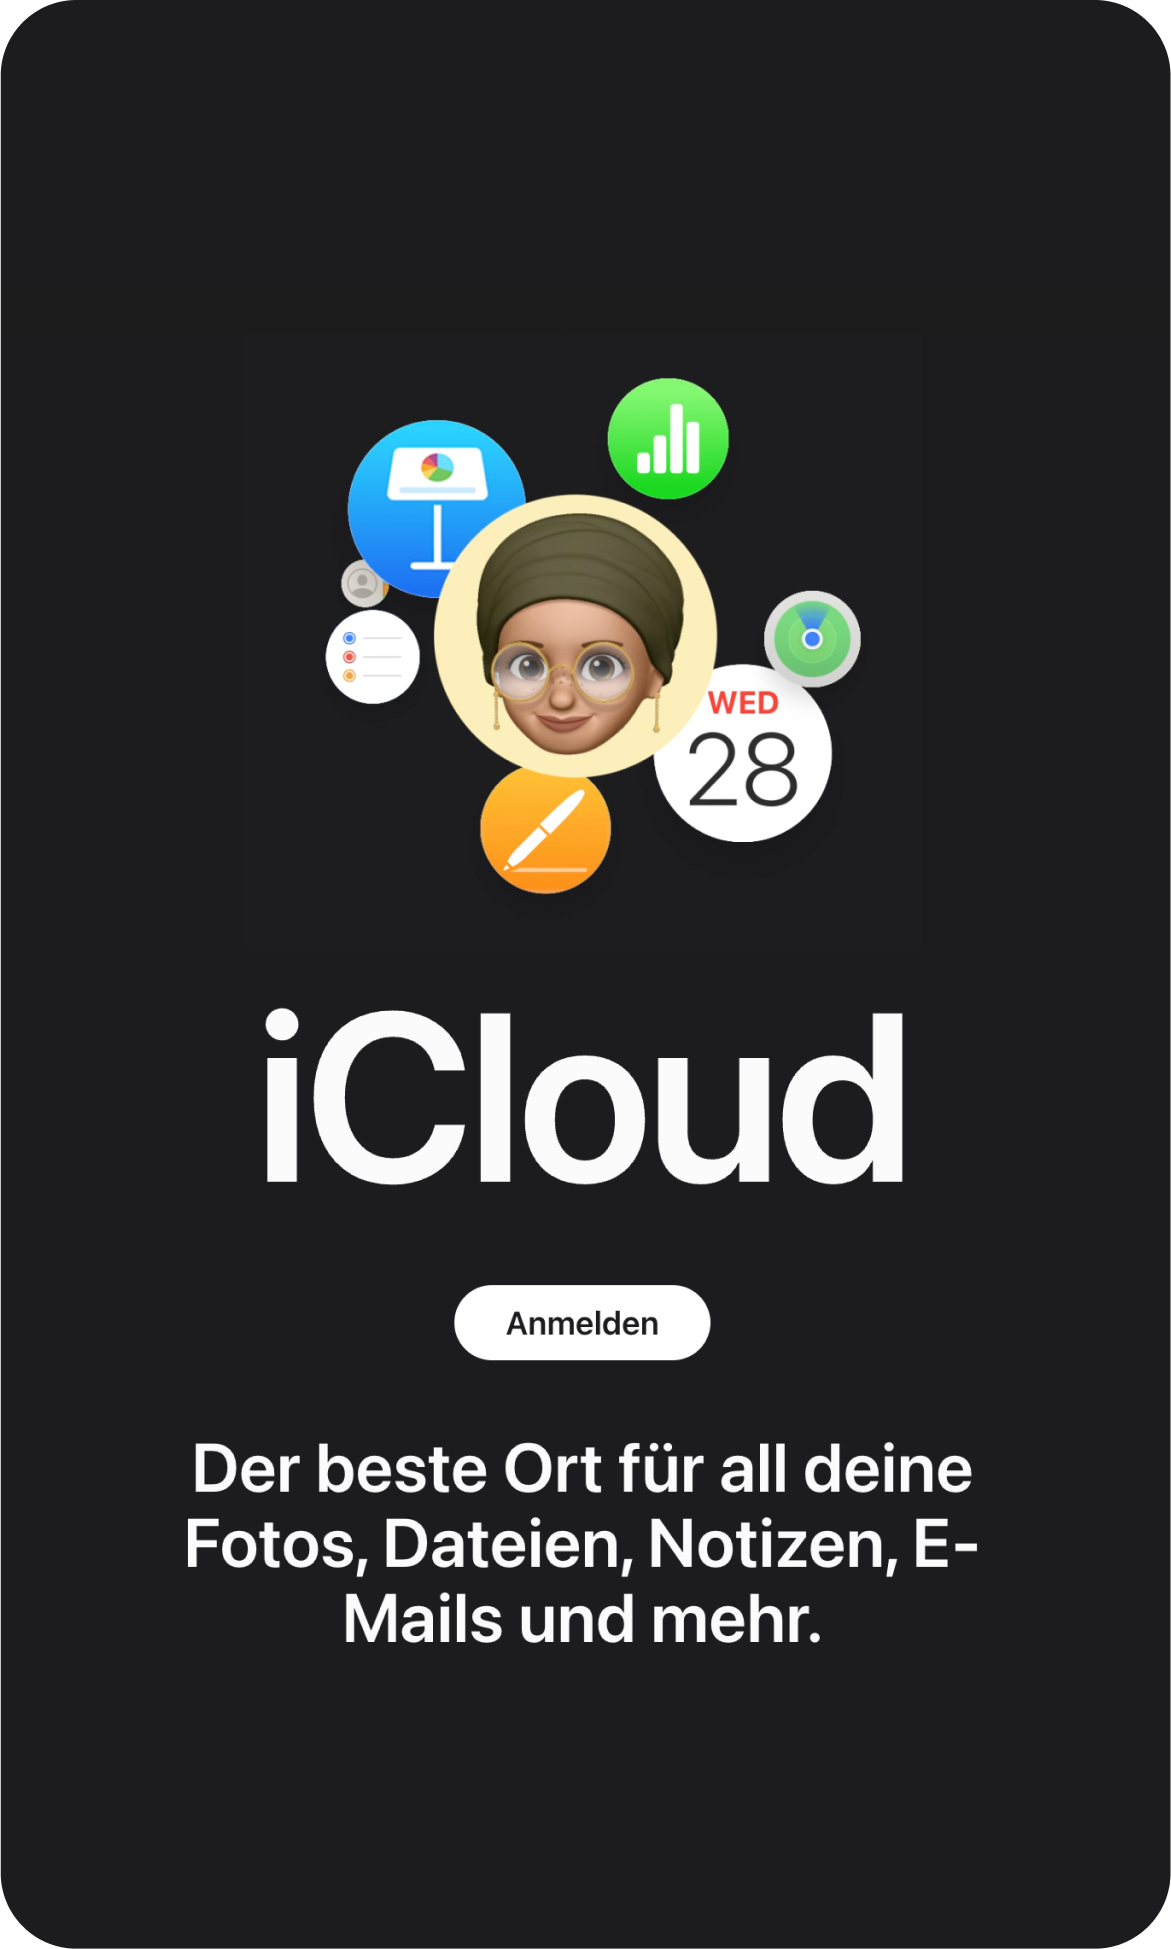 WED
28
iCloud
Anmelden
Der beste Ort für all deine
Fotos, Dateien, Notizen, E-
Mails und mehr.